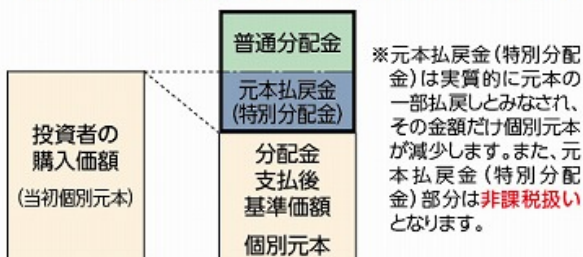 投資者の
購入価額
(当初個別元本)
普通分配金
元本払戻金
(特別分配金)
分配金
支払後
基準価額
個別元本
※元本払戻金(特別分配
金)は実質的に元本の
一部払戻しとみなされ、
その金額だけ個別元本
が減少します。また、元
本払戻金(特別分配
金)部分は非課税扱い
となります。